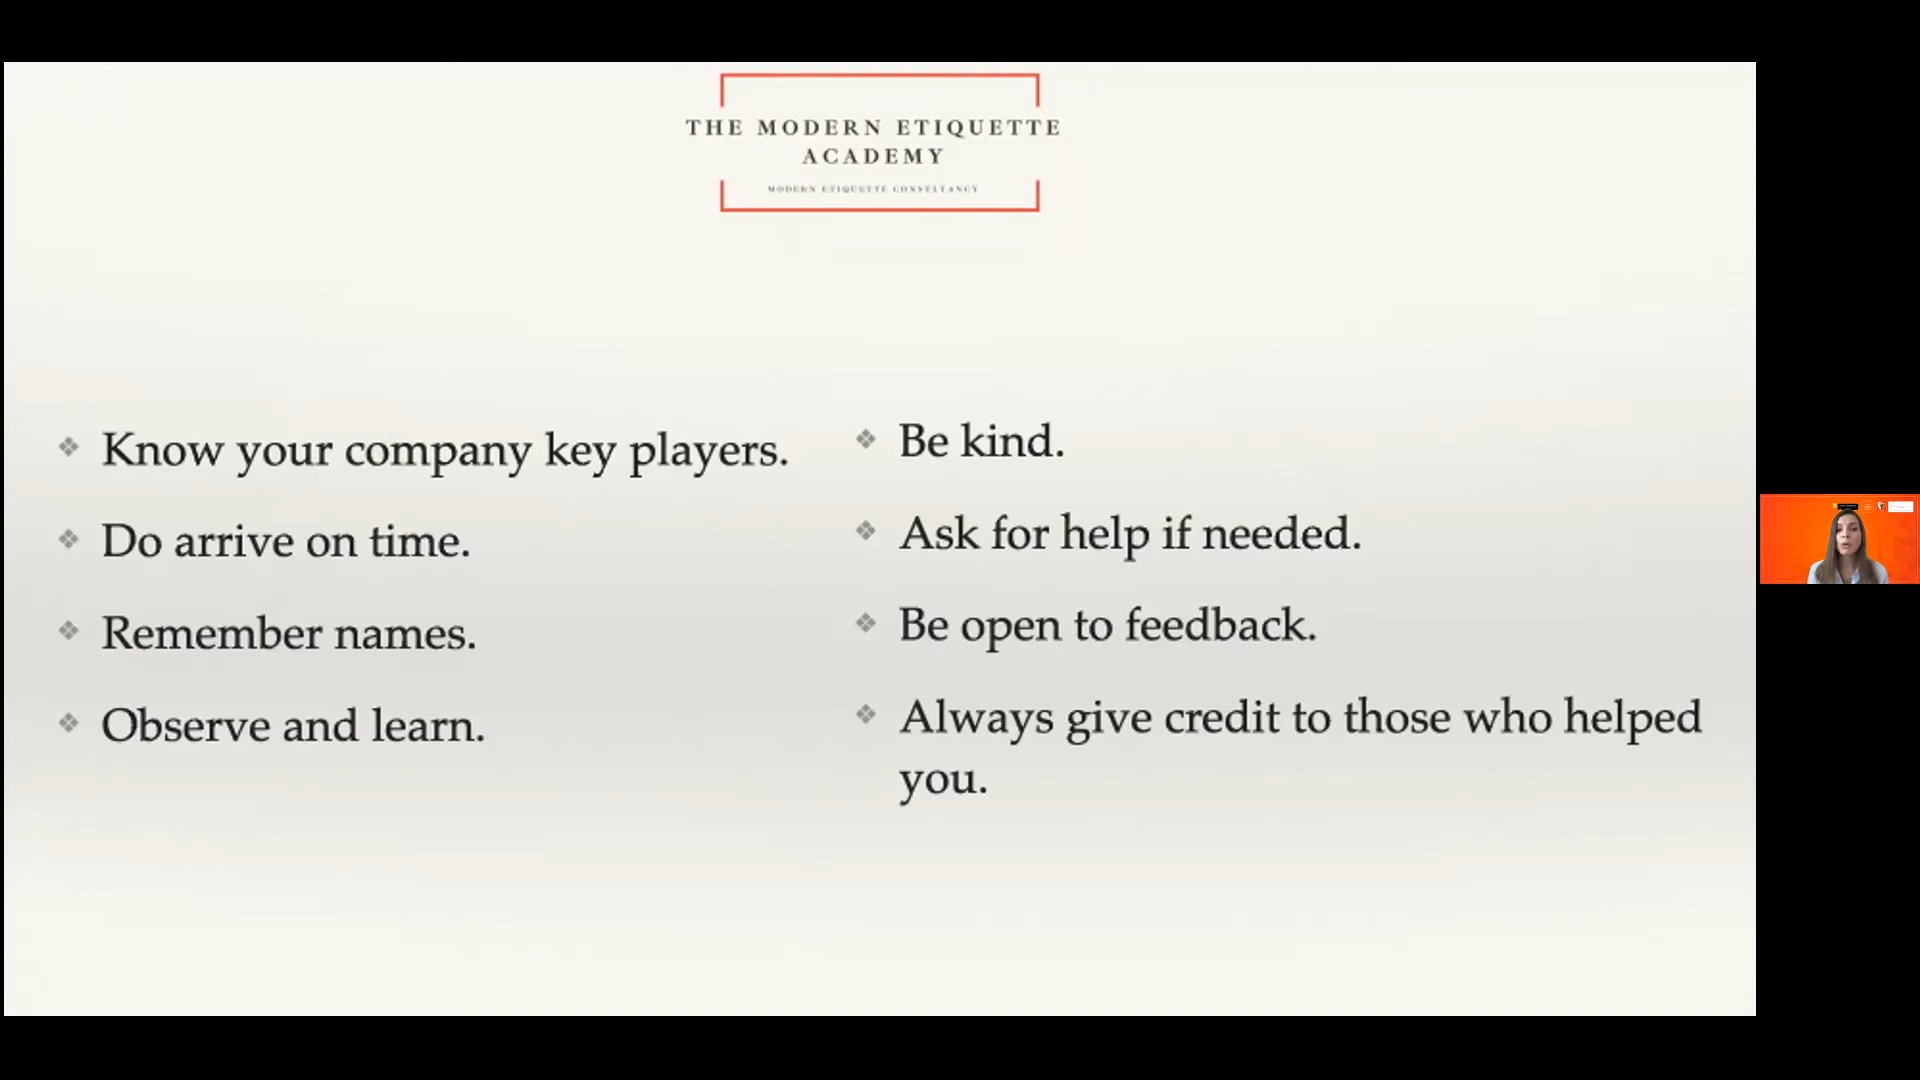 THE MODERN ETIQUETTE
ACADEMY
MODERN ETIQUETTE CONSULTANCY
Know your company key players.
Do arrive on time.
Remember names.
Observe and learn.
Be kind.
Ask for help if needed.
Be open to feedback.
Always give credit to those who helped
you.